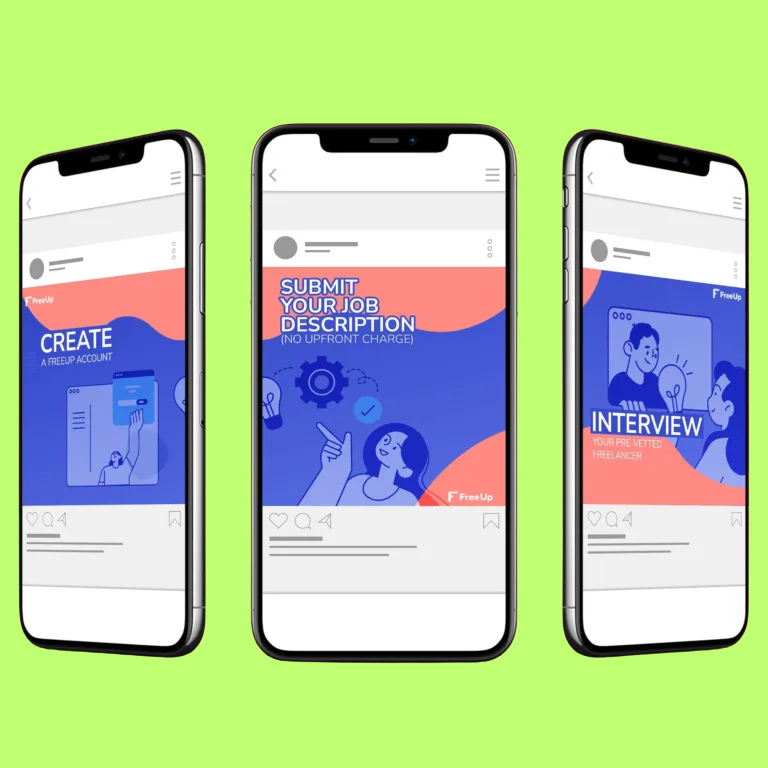 FreeUp
CREATE
A FREEUP ACCOUNT
SUBMIT
YOUR JOB
DESCRIPTION
(NO UPFRONT CHARGE)
FreeUp
FreeUp
INTERVIEW
YOUR PRE-VETTED
FREELANCER